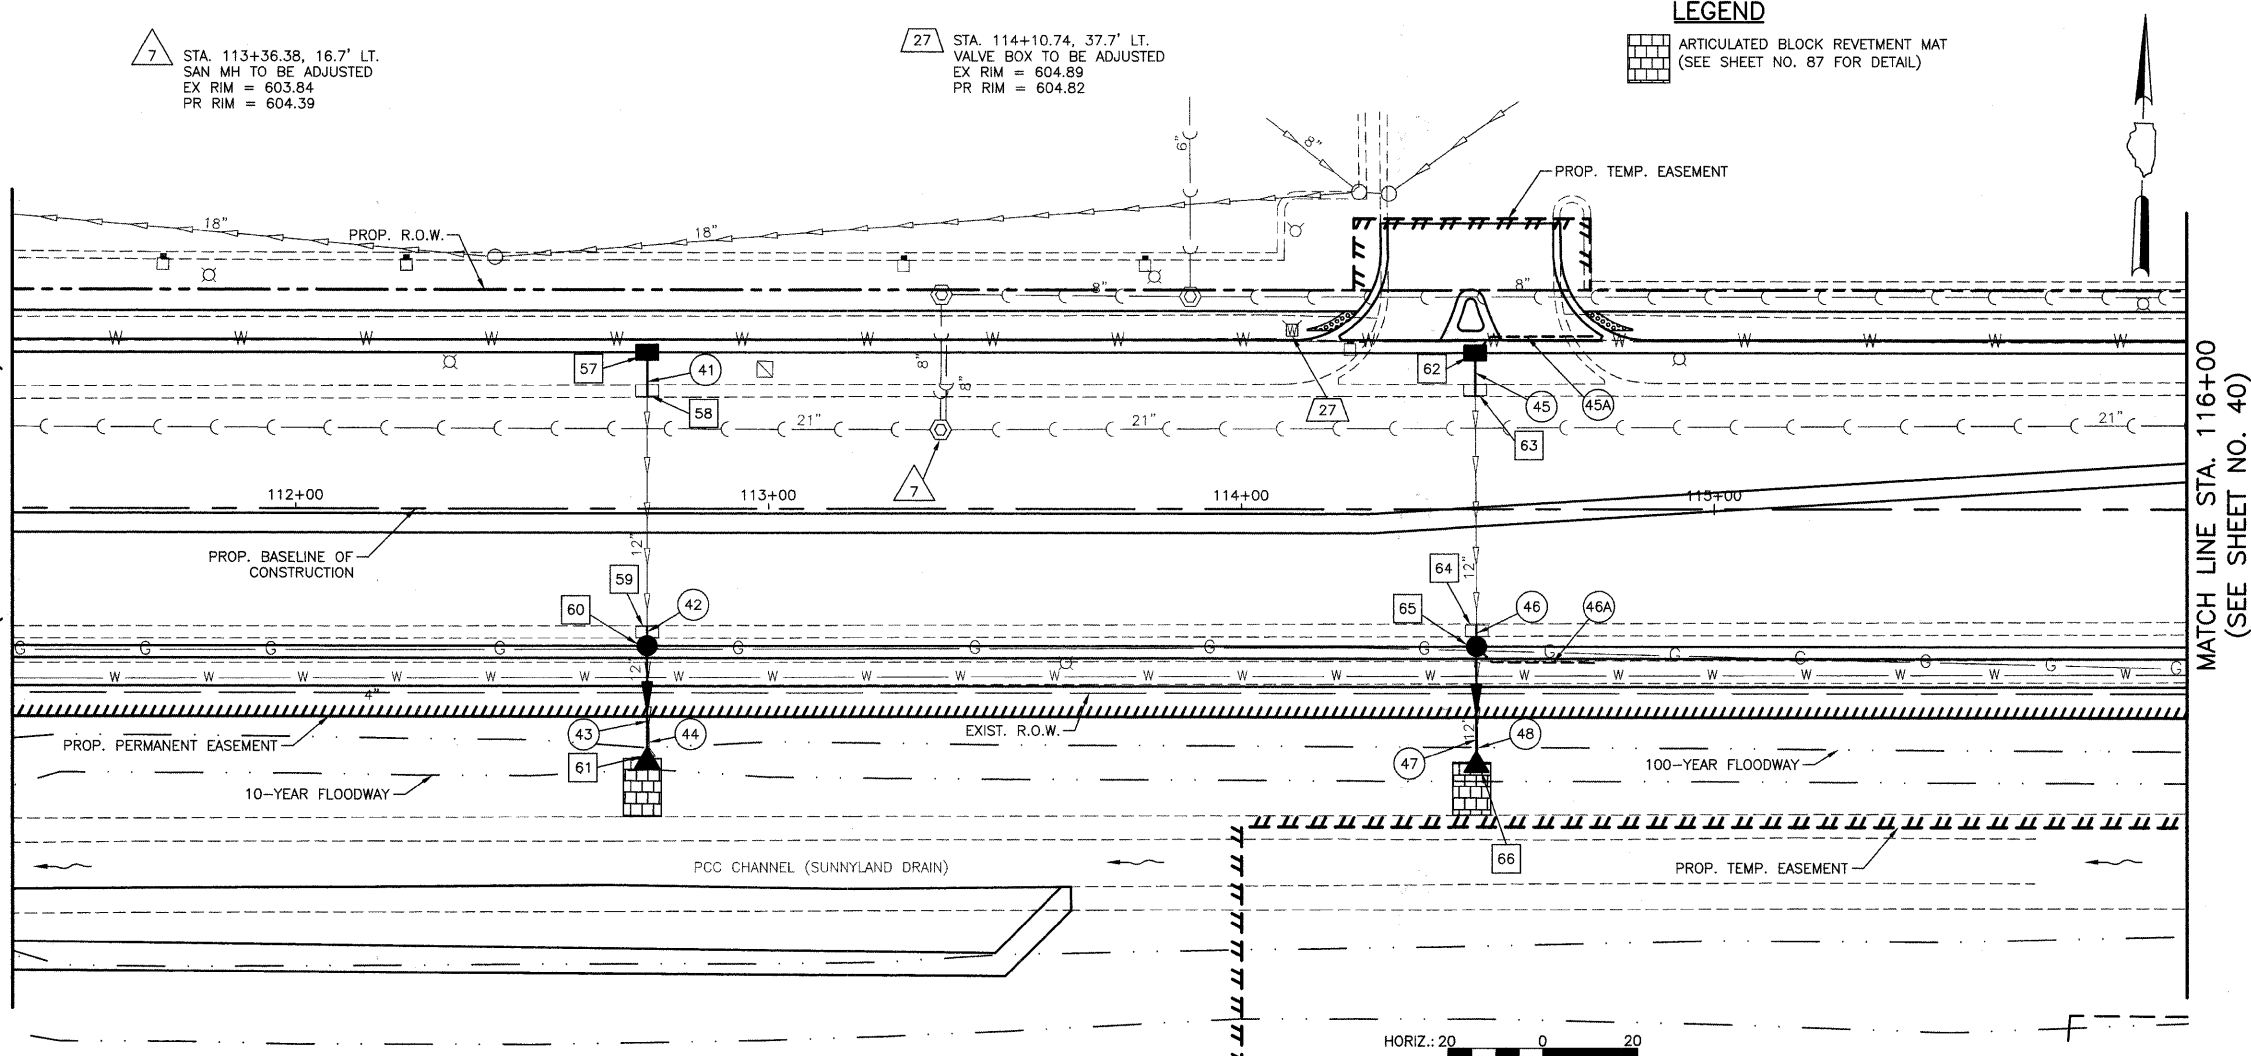 LEGEND
ARTICULATED BLOCK REVETMENT MAT
(SEE SHEET NO. 87 FOR DETAIL)
7
STA. 113+36.38, 16.7' LT.
SAN MH TO BE ADJUSTED
EX RIM = 603.84
PR RIM = 604.39
27
STA. 114+10.74, 37.7' LT.
VALVE BOX TO BE ADJUSTED
EX RIM = 604.89
PR RIM = 604.82
6"
8"
PROP. TEMP. EASEMENT
18"
PROP. R.O.W.
18"
8"
8"
W W W W W W W W W W W W W W W W W
57
41
8"
8"
58
62
45
45A
27
63
21"
21"
21"
7
112+00
113+00
114+00
115+00
MATCH LINE STA. 116+00
(SEE SHEET NO. 40)
PROP. BASELINE OF
CONSTRUCTION
12"
12"
59
60
42
64
65
46
46A
G G G G G G G G G G G G G G
12"
W W W W W W W W W W W W W W W W W W W W W W
4"
PROP. PERMANENT EASEMENT
43
44
61
EXIST. R.O.W.
12"
47
48
100-YEAR FLOODWAY
10-YEAR FLOODWAY
66
PCC CHANNEL (SUNNYLAND DRAIN)
PROP. TEMP. EASEMENT
HORIZ.: 20 0 20